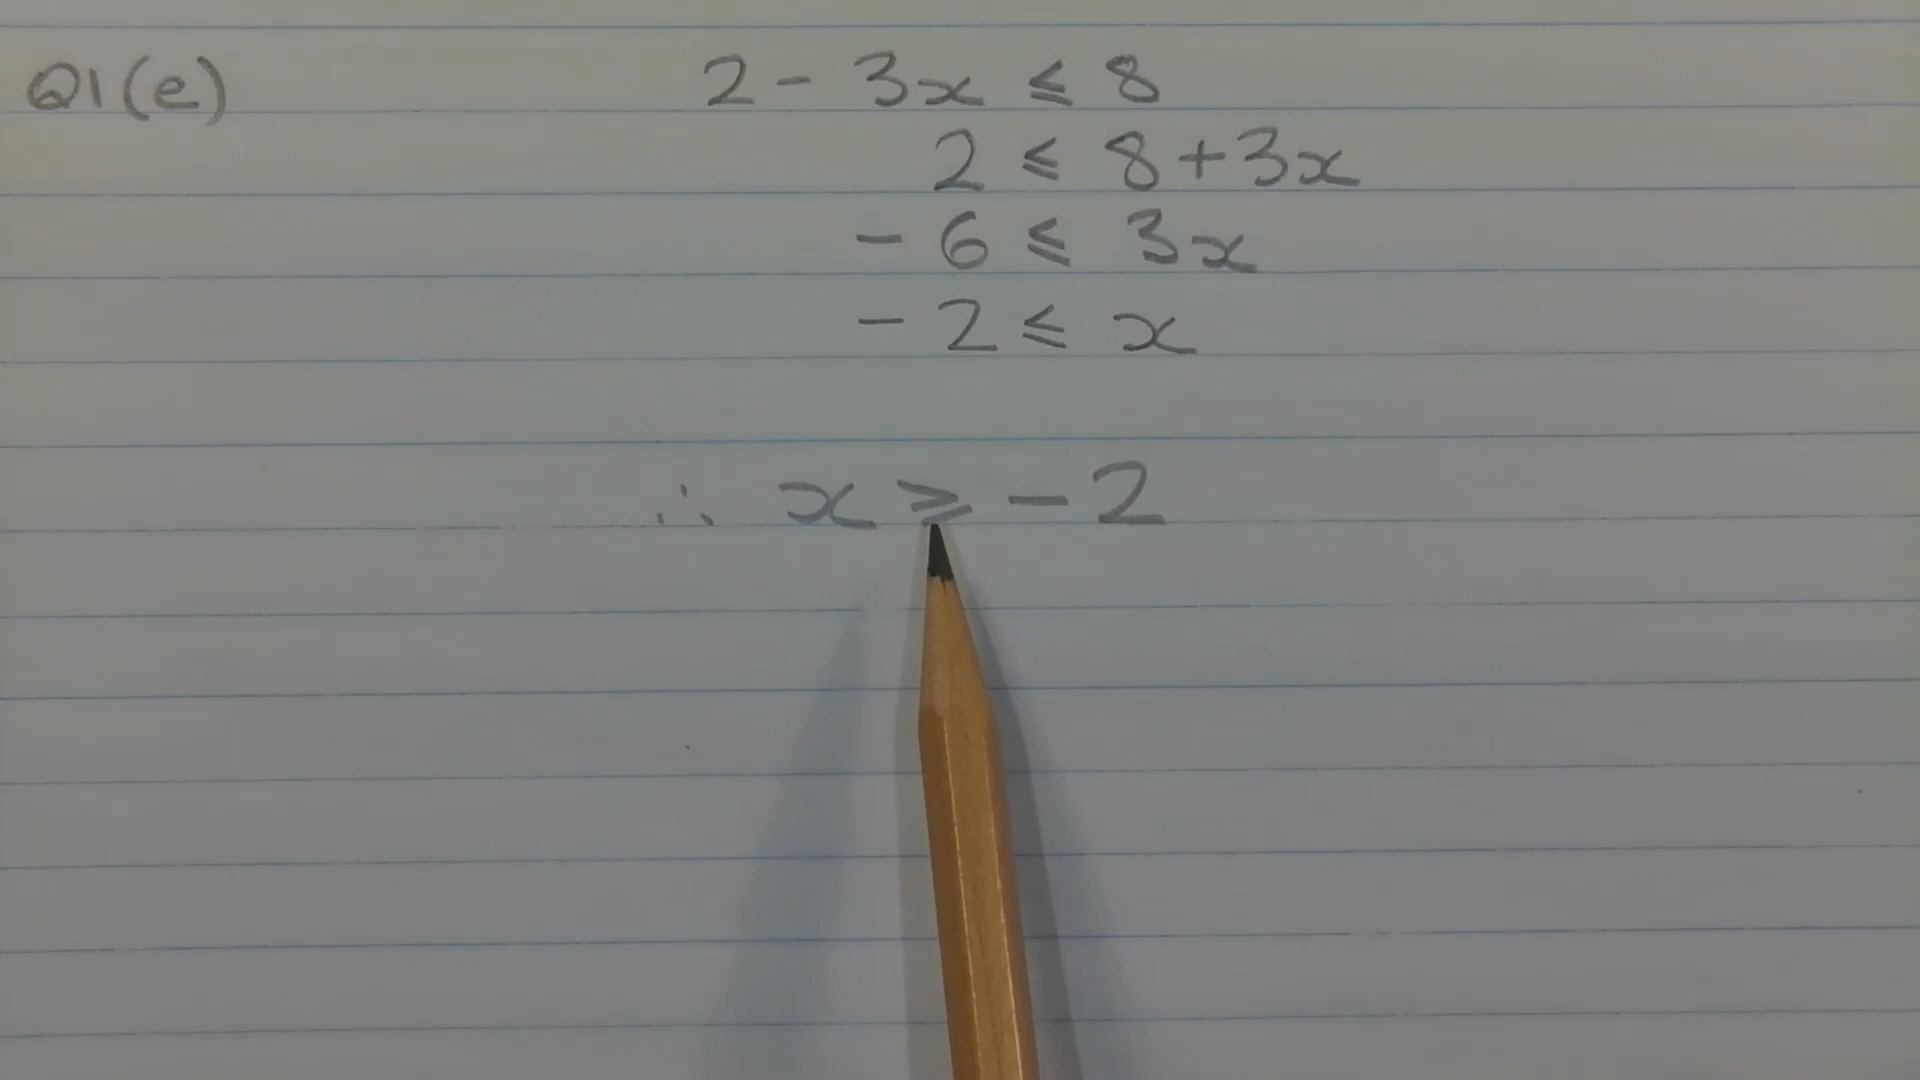 Q1(e) 2 - 3x ⩽ 8
2 ⩽ 8 + 3x
- 6 ⩽ 3x
- 2 ⩽ x
∴ x ⩾ - 2